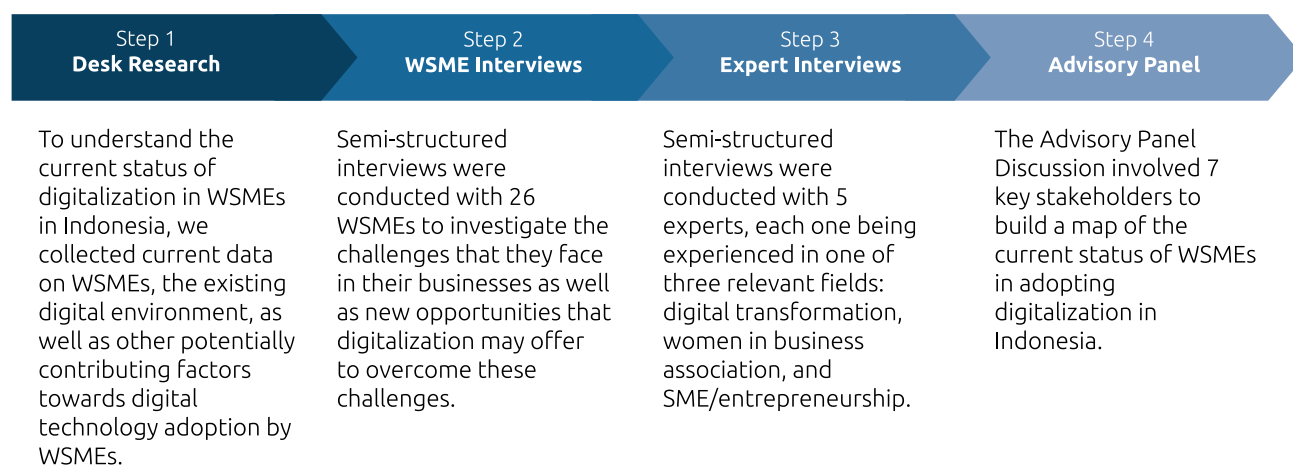 Step 1
Desk Research
To understand the
current status of
digitalization in WSMEs
in Indonesia, we
collected current data
on WSMEs, the existing
digital environment, as
well as other potentially
contributing factors
towards digital
technology adoption by
WSMEs.
Step 2
WSME Interviews
Semi-structured
interviews were
conducted with 26
WSMEs to investigate the
challenges that they face
in their businesses as well
as new opportunities that
digitalization may offer
to overcome these
challenges.
Step 3
Expert Interviews
Semi-structured
interviews were
conducted with 5
experts, each one being
experienced in one of
three relevant fields:
digital transformation,
women in business
association, and
SME/entrepreneurship.
Step 4
Advisory Panel
The Advisory Panel
Discussion involved 7
key stakeholders to
build a map of the
current status of WSMEs
in adopting
digitalization in
Indonesia.